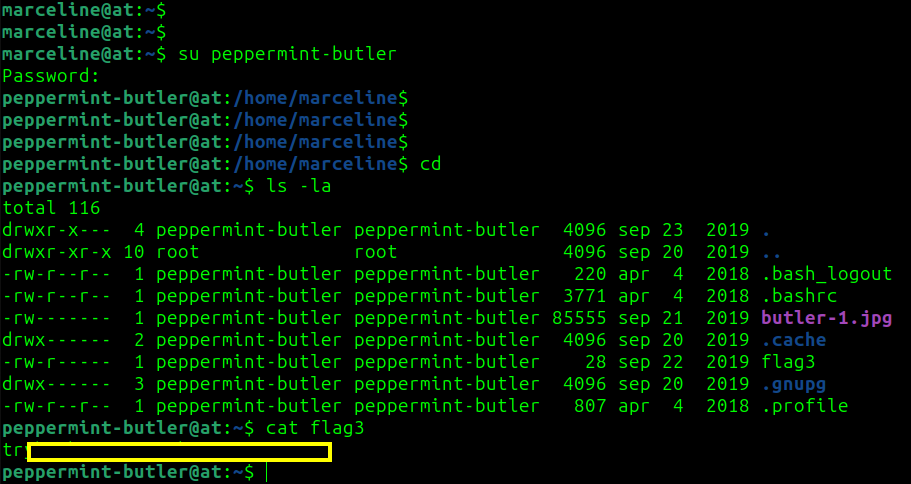 marceline@at:~$
marceline@at:~$
marceline@at:~$ su peppermint-butler
Password:
peppermint-butler@at:/home/marceline$
peppermint-butler@at:/home/marceline$
peppermint-butler@at:/home/marceline$
peppermint-butler@at:/home/marceline$ cd
peppermint-butler@at:~$ ls -la
total 116
drwxr-x---  4 peppermint-butler peppermint-butler  4096 sep 23  2019 .
drwxr-xr-x 10 root              root               4096 sep 20  2019 ..
-rw-r--r--  1 peppermint-butler peppermint-butler   220 apr  4  2018 .bash_logout
-rw-r--r--  1 peppermint-butler peppermint-butler  3771 apr  4  2018 .bashrc
-rw-------  1 peppermint-butler peppermint-butler 85555 sep 21  2019 butler-1.jpg
drwx------  2 peppermint-butler peppermint-butler  4096 sep 20  2019 .cache
-rw-r-----  1 peppermint-butler peppermint-butler    28 sep 22  2019 flag3
drwx------  3 peppermint-butler peppermint-butler  4096 sep 20  2019 .gnupg
-rw-r--r--  1 peppermint-butler peppermint-butler   807 apr  4  2018 .profile
peppermint-butler@at:~$ cat flag3
peppermint-butler@at:~$